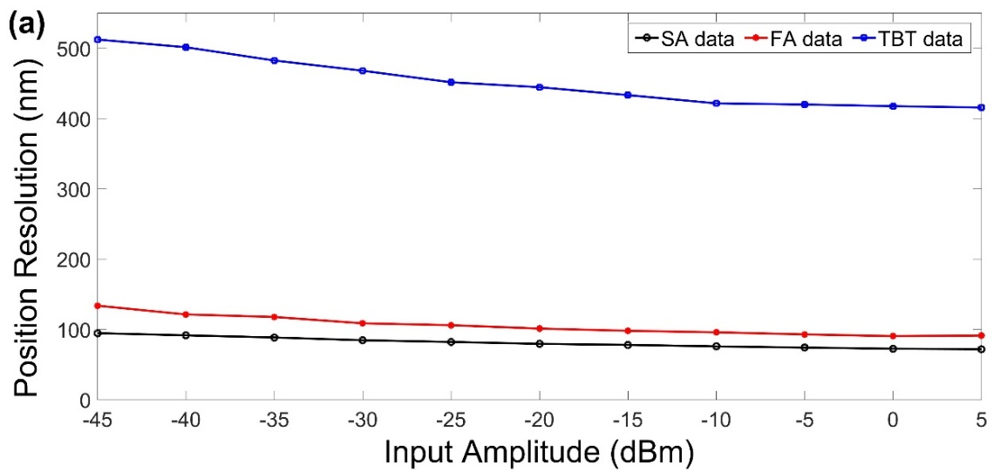 (a)
SA data FA data TBT data
Position Resolution (nm)
500
400
300
200
100
0
-45 -40 -35 -30 -25 -20 -15 -10 -5 0 5
Input Amplitude (dBm)